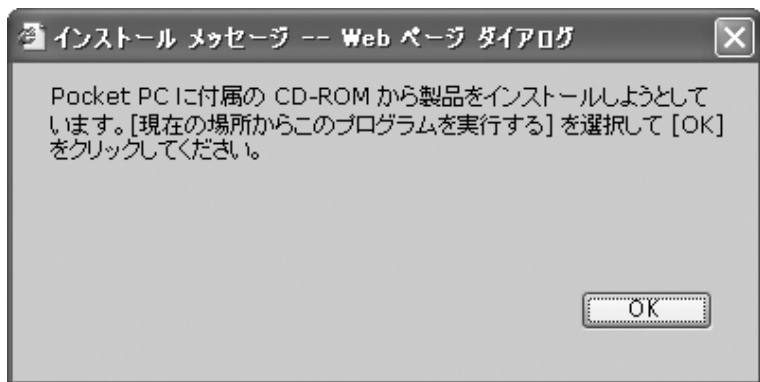 インストール メッセージ -- Web ページ ダイアログ
Pocket PC に付属の CD-ROM から製品をインストールしようとして
います。[現在の場所からこのプログラムを実行する] を選択して [OK]
をクリックしてください。
OK